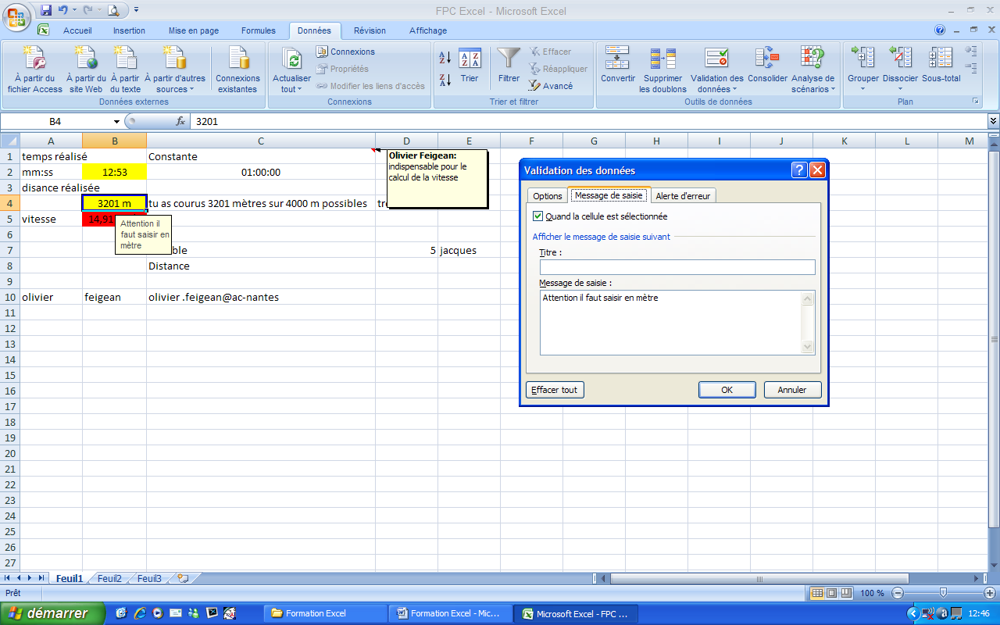 FPC Excel - Microsoft Excel
Accueil Insertion Mise en page Formules Données Révision Affichage
À partir du fichier Access
À partir du site Web
À partir du texte
À partir d'autres sources
Connexions existantes
Données externes
Actualiser tout
Connexions
Propriétés
Modifier les liens d'accès
Connexions
Trier
Filtrer
Effacer
Réappliquer
Avancé
Trier et filtrer
Convertir
Supprimer les doublons
Validation des données
Consolider
Analyse de scénarios
Outils de données
Grouper
Dissocier
Sous-total
Plan
B4 fx 3201
A B C D E F G H I J K L M
1 temps réalisé Constante
2 mm:ss 12:53 01:00:00
3 disance réalisée
4 3201 m tu as courus 3201 mètres sur 4000 m possibles
5 vitesse 14,91
6
7 ble 5 jacques
8 Distance
9
10 olivier feigean olivier .feigean@ac-nantes
11
12
13
14
15
16
17
18
19
20
21
22
23
24
25
26
27
Olivier Feigean:
indispensable pour le
calcul de la vitesse
Attention il
faut saisir en
mètre
Validation des données
Options Message de saisie Alerte d'erreur
Quand la cellule est sélectionnée
Afficher le message de saisie suivant
Titre :
Message de saisie :
Attention il faut saisir en mètre
Effacer tout OK Annuler
Feuil1 Feuil2 Feuil3
Prêt 100 %
démarrer Formation Excel Formation Excel - Mic... Microsoft Excel - FPC ... 12:46